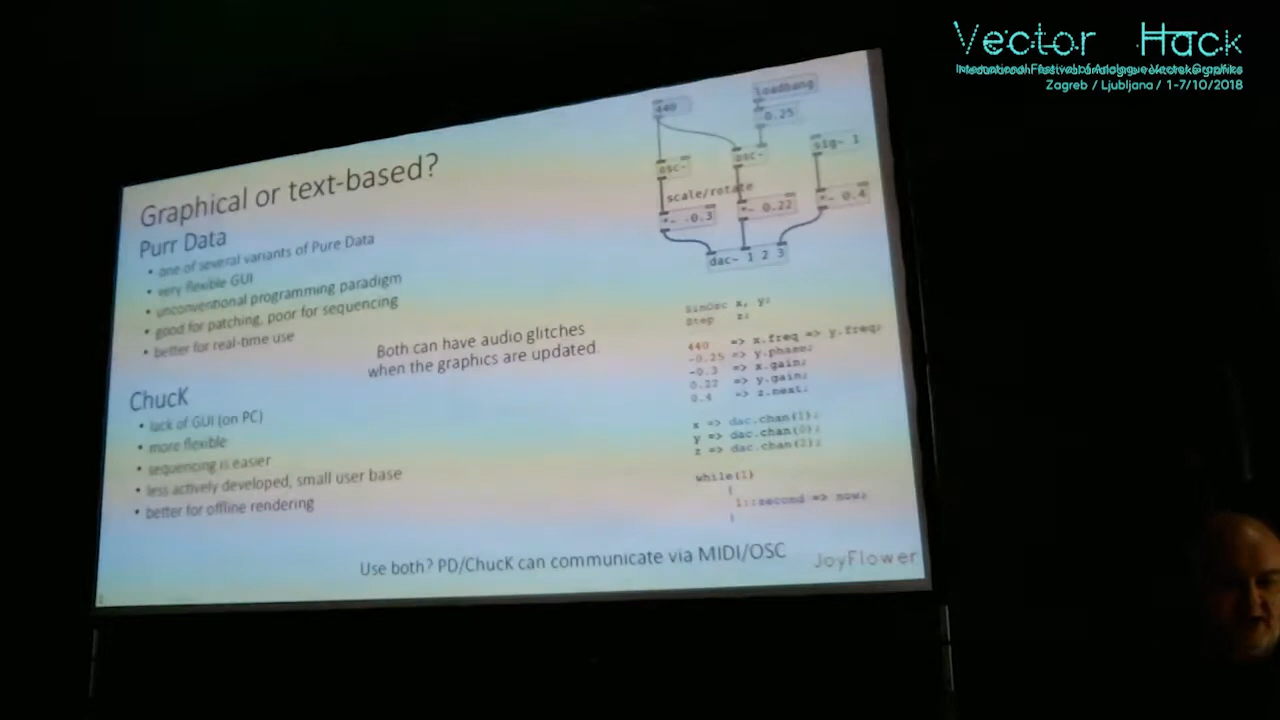 Vector Hack
International Festival of Analogue Vector Graphics
Zagreb / Ljubljana / 1-7/10/2018
Graphical or text-based?
Purr Data
• one of several variants of Pure Data
• very flexible GUI
• unconventional programming paradigm
• good for patching, poor for sequencing
• better for real-time use
Both can have audio glitches
when the graphics are updated
ChucK
• lack of GUI (on PC)
• more flexible
• sequencing is easier
• less actively developed, small user base
• better for offline rendering
Use both? PD/ChucK can communicate via MIDI/OSC
JoyFlower
440
loadbang
0.25
osc~
osc~
sig~ 1
scale/rotate
*~ -0.3
*~ 0.22
*~ 0.4
dac~ 1 2 3
SinOsc x, y;
Step z;
440 => x.freq => y.freq;
-0.25 => y.phase;
-0.3 => x.gain;
0.22 => y.gain;
0.4 => z.next;
x => dac.chan(1);
y => dac.chan(0);
z => dac.chan(2);
while(1)
{
1::second => now;
}